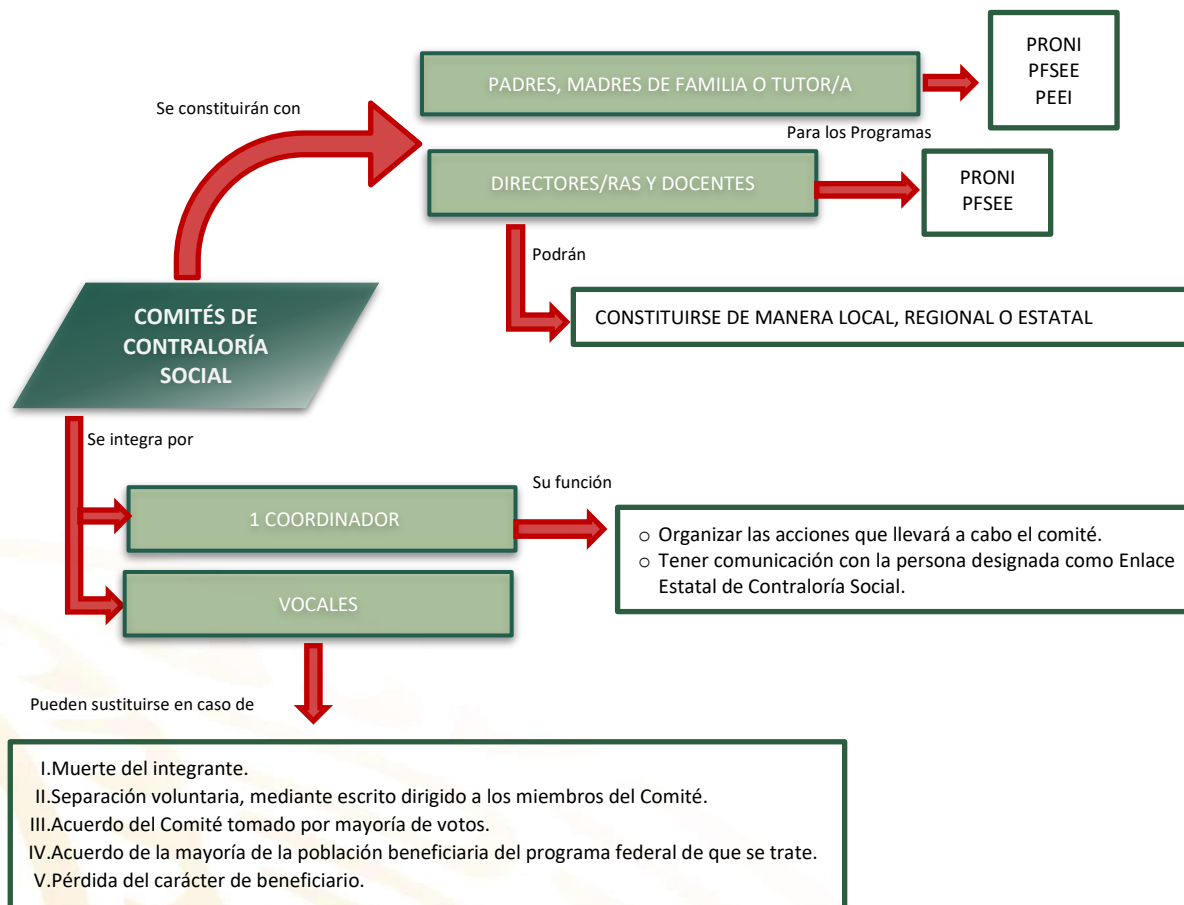 PRONI
PFSEE
PEEI
PADRES, MADRES DE FAMILIA O TUTOR/A
Se constituirán con
Para los Programas
DIRECTORES/RAS Y DOCENTES
PRONI
PFSEE
Podrán
CONSTITUIRSE DE MANERA LOCAL, REGIONAL O ESTATAL
COMITÉS DE
CONTRALORÍA
SOCIAL
Se integra por
1 COORDINADOR
Su función
o Organizar las acciones que llevará a cabo el comité.
o Tener comunicación con la persona designada como Enlace
Estatal de Contraloría Social.
VOCALES
Pueden sustituirse en caso de
I.Muerte del integrante.
II.Separación voluntaria, mediante escrito dirigido a los miembros del Comité.
III.Acuerdo del Comité tomado por mayoría de votos.
IV.Acuerdo de la mayoría de la población beneficiaria del programa federal de que se trate.
V.Pérdida del carácter de beneficiario.